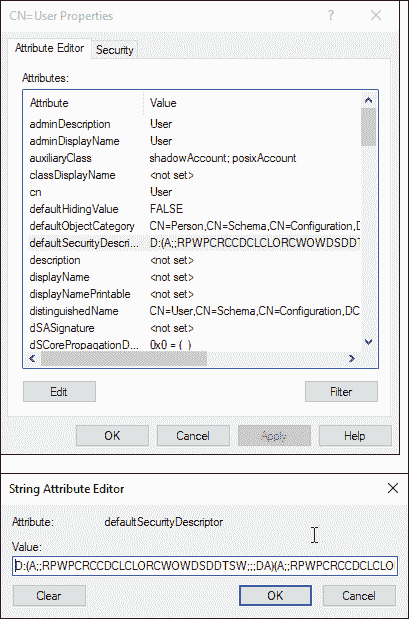 CN=User Properties ? ×
Attribute Editor Security
Attributes:
Attribute Value
adminDescription User
adminDisplayName User
auxiliaryClass shadowAccount; posixAccount
classDisplayName <not set>
cn User
defaultHidingValue FALSE
defaultObjectCategory CN=Person,CN=Schema,CN=Configuration,D
defaultSecurityDescri... D:(A;;RPWPCRCCDCLCLORCWOWDSDDT
description <not set>
displayName <not set>
displayNamePrintable <not set>
distinguishedName CN=User,CN=Schema,CN=Configuration,DC
dSASignature <not set>
dSCorePropagationD... 0x0 = ( )
Edit Filter
OK Cancel Apply Help
String Attribute Editor ×
Attribute: defaultSecurityDescriptor
Value:
D:(A;;RPWPCRCCDCLCLORCWOWDSDDTSW;;;DA)(A;;RPWPCRCCDCLCLO
Clear OK Cancel